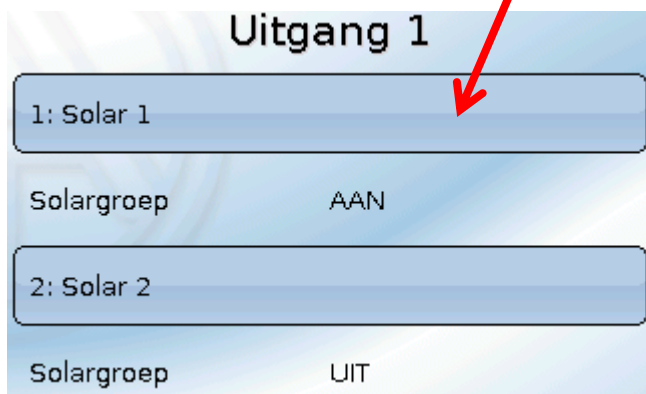 Uitgang 1
1: Solar 1
Solargroep AAN
2: Solar 2
Solargroep UIT